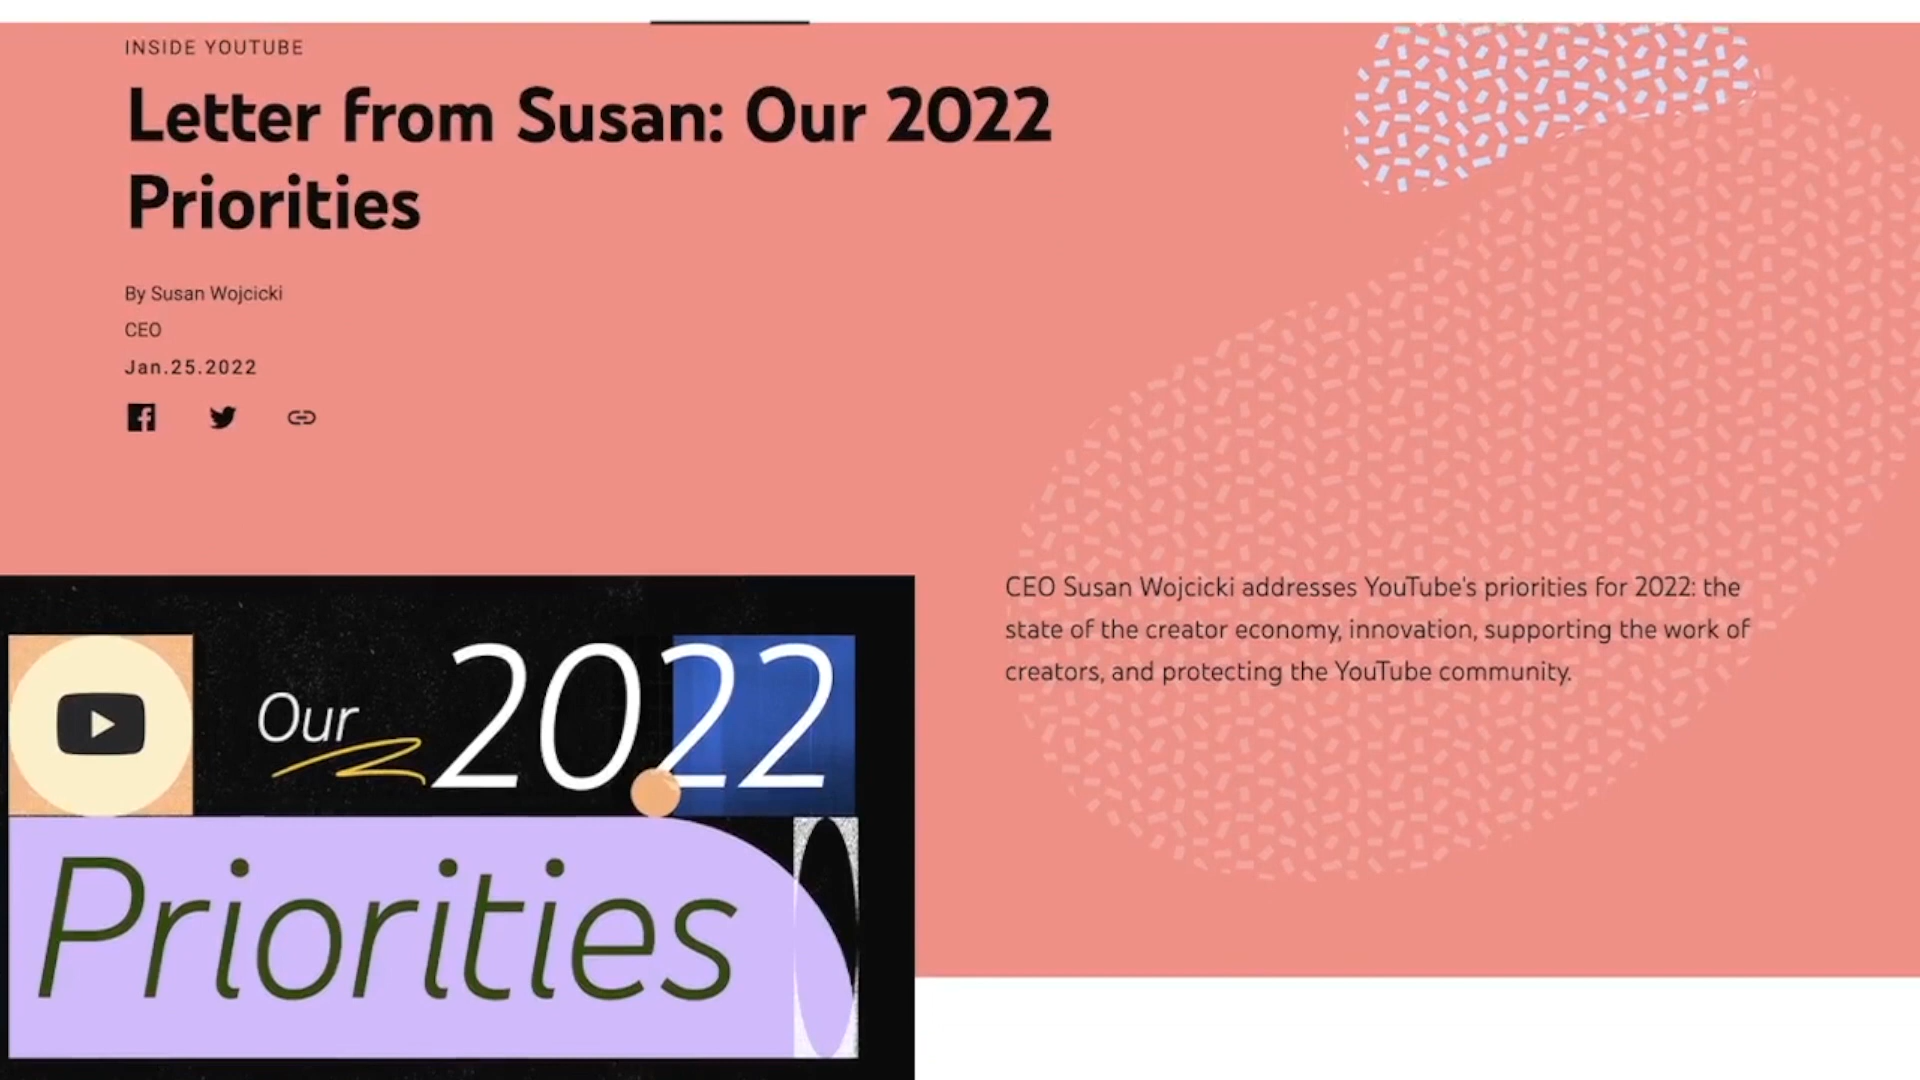 INSIDE YOUTUBE
Letter from Susan: Our 2022
Priorities
By Susan Wojcicki
CEO
Jan.25.2022
CEO Susan Wojcicki addresses YouTube's priorities for 2022: the
state of the creator economy, innovation, supporting the work of
creators, and protecting the YouTube community.
Our 2022
Priorities